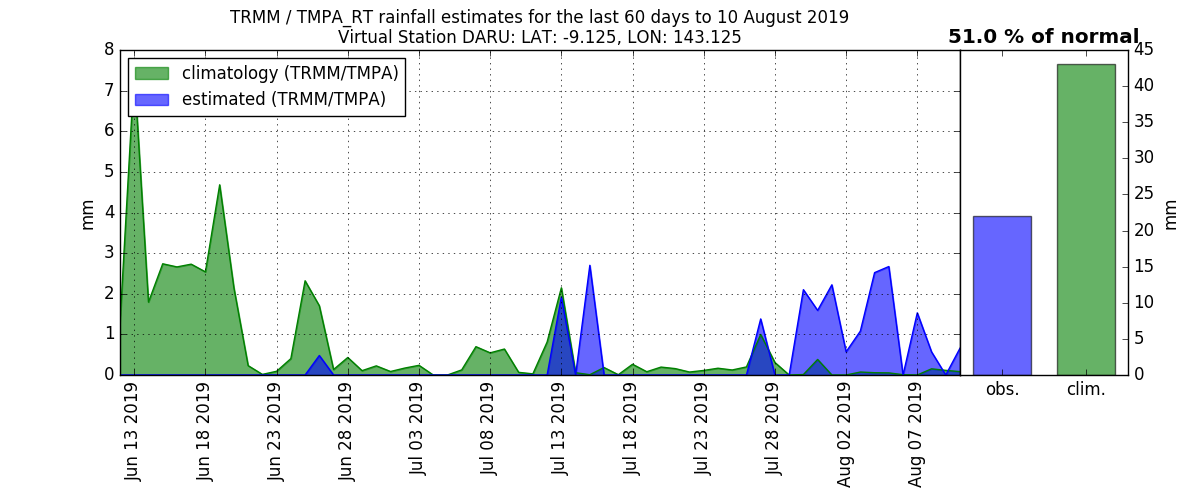 TRMM / TMPA_RT rainfall estimates for the last 60 days to 10 August 2019
Virtual Station DARU: LAT: -9.125, LON: 143.125
51.0 % of normal
climatology (TRMM/TMPA)
estimated (TRMM/TMPA)
8
7
6
5
4
3
2
1
0
mm
45
40
35
30
25
20
15
10
5
0
mm
Jun 13 2019
Jun 18 2019
Jun 23 2019
Jun 28 2019
Jul 03 2019
Jul 08 2019
Jul 13 2019
Jul 18 2019
Jul 23 2019
Jul 28 2019
Aug 02 2019
Aug 07 2019
obs.
clim.